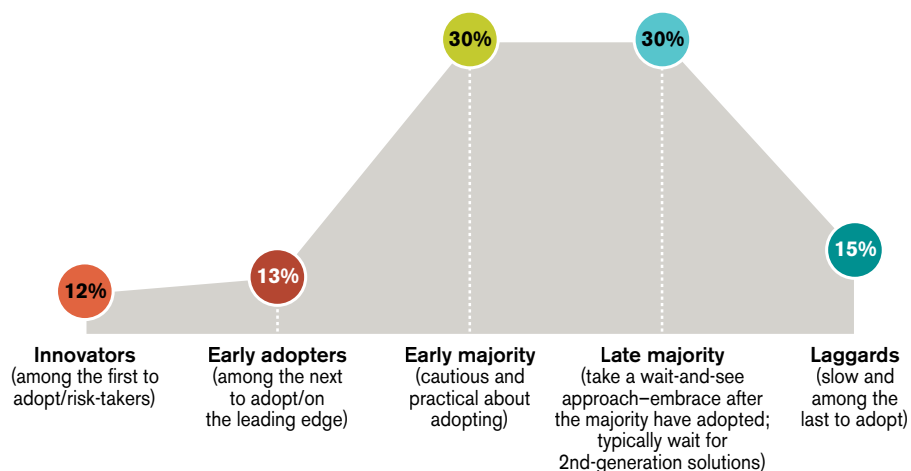 30%
30%
15%
13%
12%
Innovators
(among the first to
adopt/risk-takers)
Early adopters
(among the next
to adopt/on
the leading edge)
Early majority
(cautious and
practical about
adopting)
Late majority
(take a wait-and-see
approach–embrace after
the majority have adopted;
typically wait for
2nd-generation solutions)
Laggards
(slow and
among the
last to adopt)